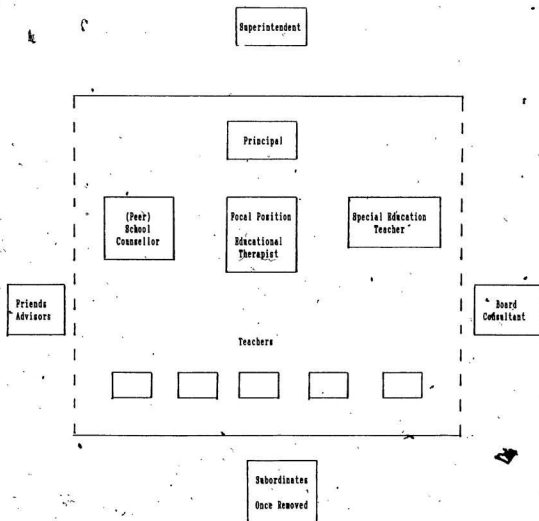 Superintendent
Principal
(Peer)
School
Counsellor
Focal Position
Educational
Therapist
Special Education
Teacher
Friends
Advisors
Board
Consultant
Teachers
Subordinates
Once Removed